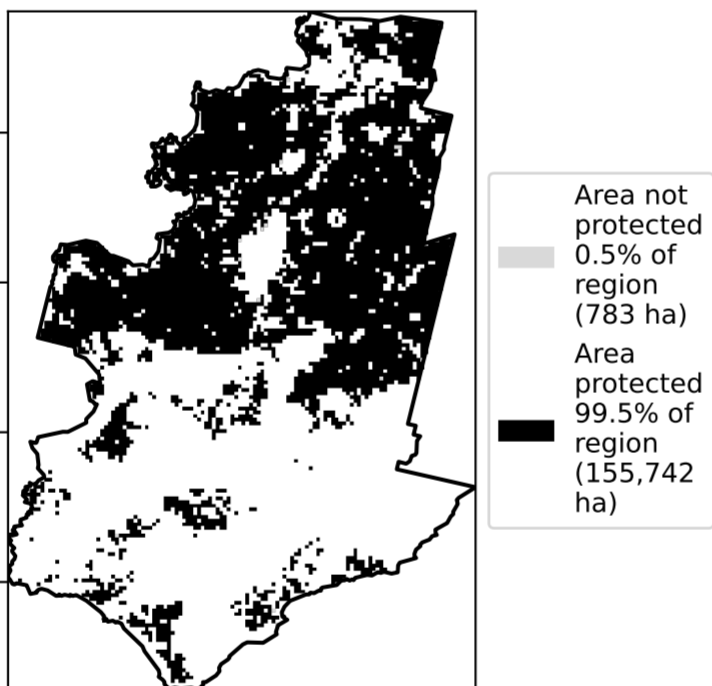 Area not
protected
0.5% of
region
(783 ha)
Area
protected
99.5% of
region
(155,742
ha)